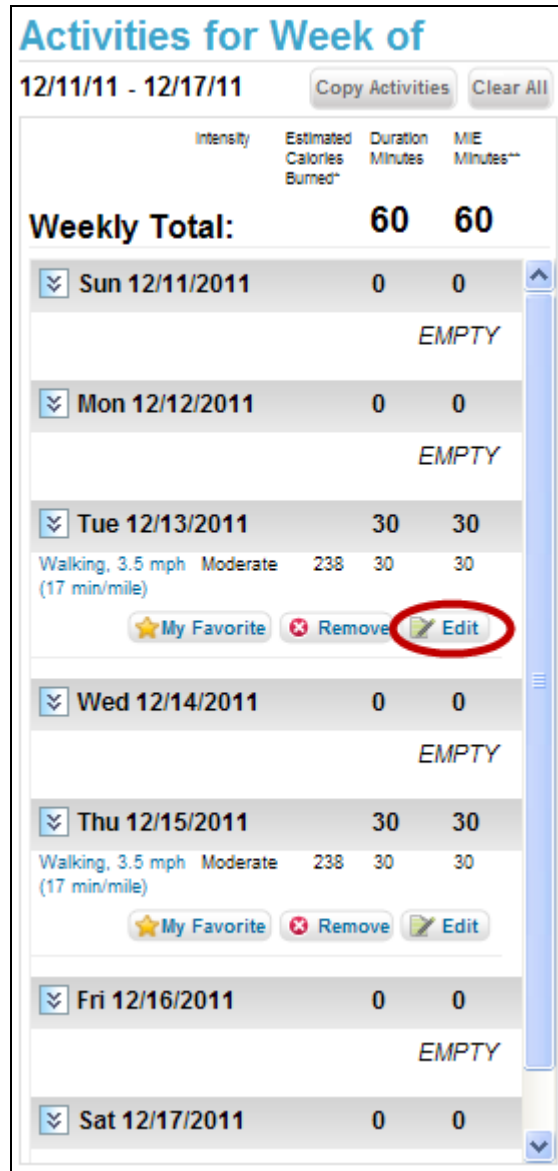 Activities for Week of
12/11/11 - 12/17/11 Copy Activities Clear All
Intensity Estimated Calories Burned* Duration Minutes MIE Minutes**
Weekly Total: 60 60
Sun 12/11/2011 0 0
EMPTY
Mon 12/12/2011 0 0
EMPTY
Tue 12/13/2011 30 30
Walking, 3.5 mph Moderate 238 30 30
(17 min/mile)
My Favorite Remove Edit
Wed 12/14/2011 0 0
EMPTY
Thu 12/15/2011 30 30
Walking, 3.5 mph Moderate 238 30 30
(17 min/mile)
My Favorite Remove Edit
Fri 12/16/2011 0 0
EMPTY
Sat 12/17/2011 0 0